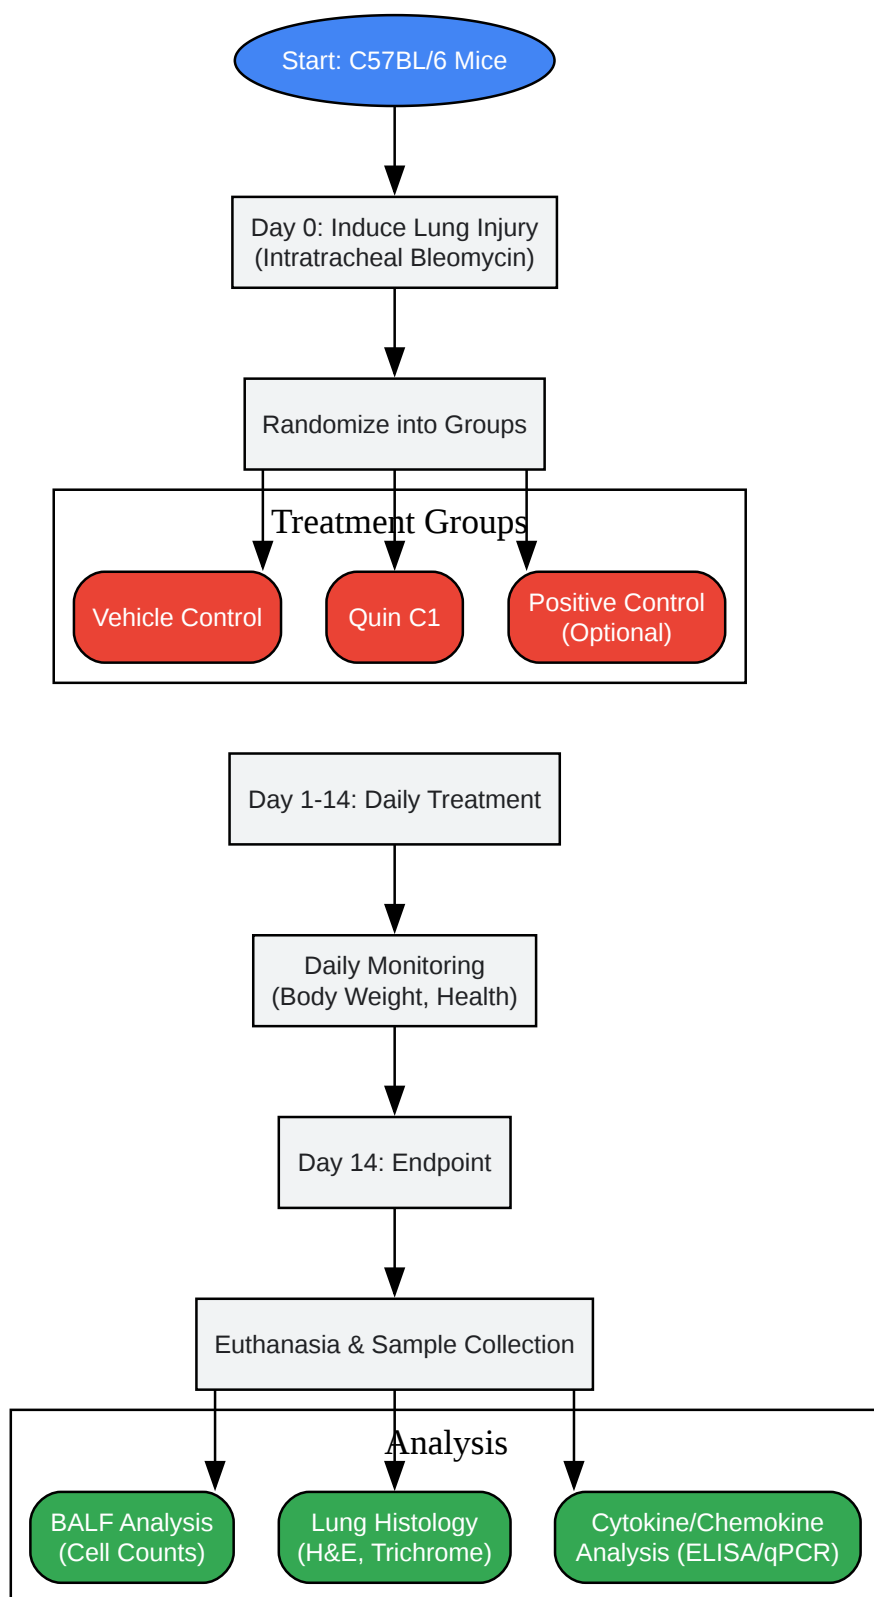 Start: C57BL/6 Mice
Day 0: Induce Lung Injury
(Intratracheal Bleomycin)
Randomize into Groups
Treatment Groups
Vehicle Control
Quin C1
Positive Control
(Optional)
Day 1-14: Daily Treatment
Daily Monitoring
(Body Weight, Health)
Day 14: Endpoint
Euthanasia & Sample Collection
Analysis
BALF Analysis
(Cell Counts)
Lung Histology
(H&E, Trichrome)
Cytokine/Chemokine
Analysis (ELISA/qPCR)